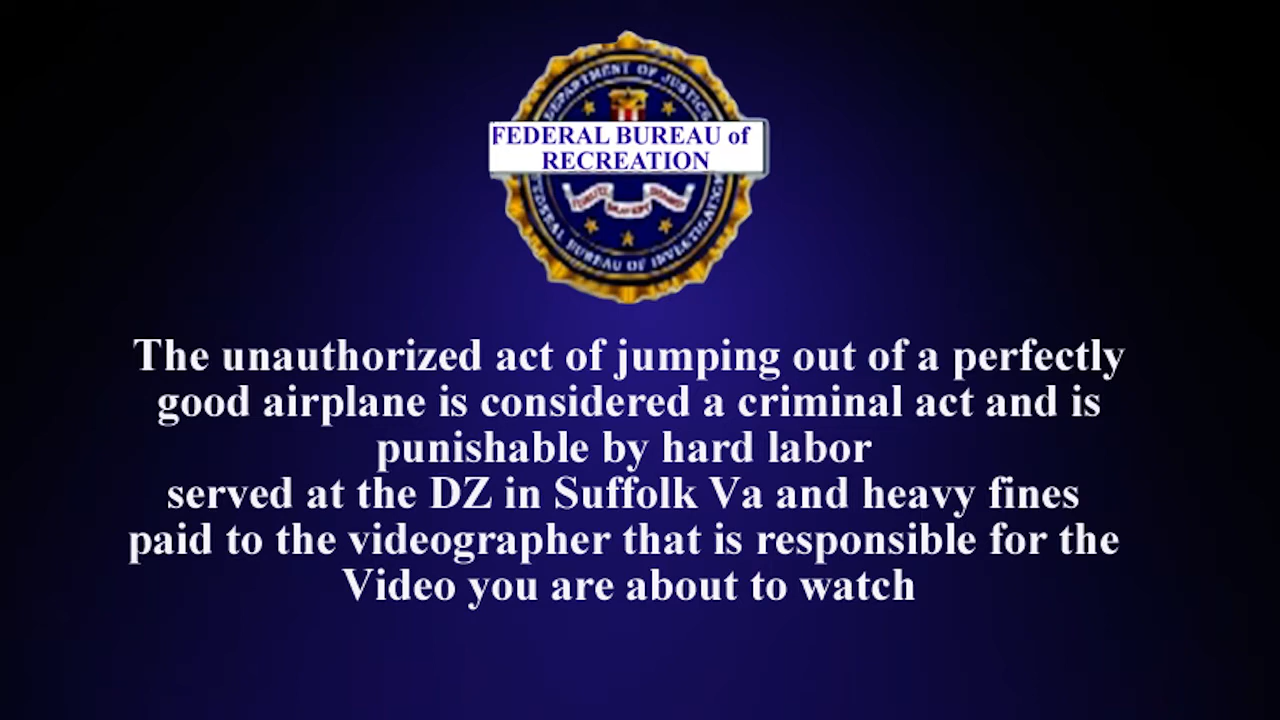 DEPARTMENT OF JUSTICE
FEDERAL BUREAU of
RECREATION
FEDERAL BUREAU OF INVESTIGATION
The unauthorized act of jumping out of a perfectly
good airplane is considered a criminal act and is
punishable by hard labor
served at the DZ in Suffolk Va and heavy fines
paid to the videographer that is responsible for the
Video you are about to watch